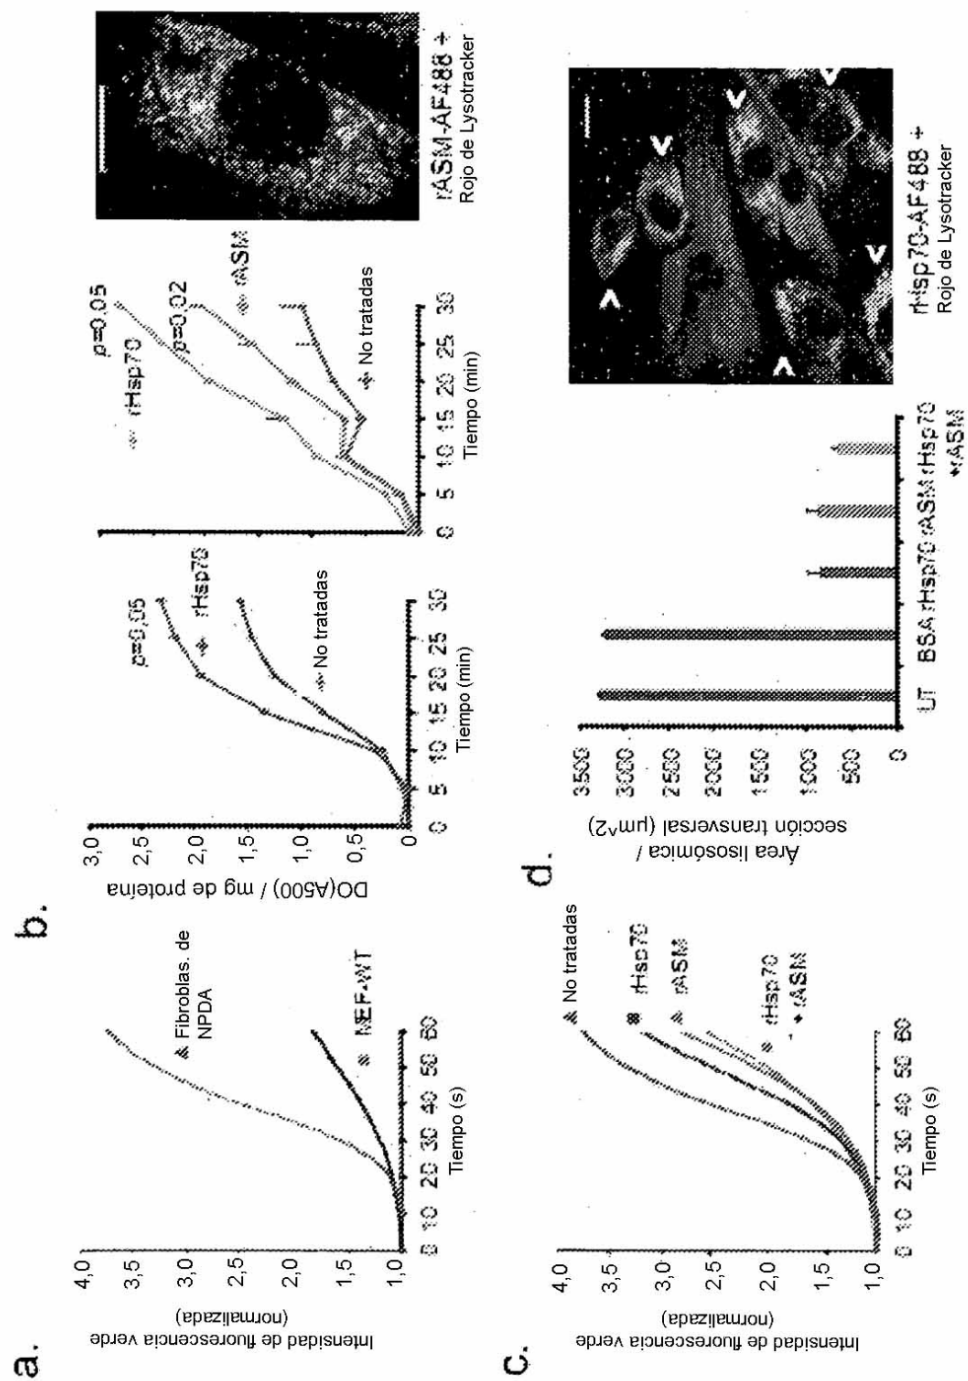 a.
Intensidad de fluorescencia verde
(normalizada)
4,0
3,5
3,0
2,5
2,0
1,5
1,0
Fibroblas. de
NPDA
MEF-WT
0 10 20 30 40 50 60
Tiempo (s)
b.
DO(A500) / mg de proteína
3,0
2,5
2,0
1,5
1,0
0,5
0
p=0,05
rHsp70
No tratadas
0 5 10 15 20 25 30
Tiempo (min)
p=0,05
rHsp70
p=0,02
rASM
No tratadas
0 5 10 15 20 25 30
Tiempo (min)
rASM-AF488 +
Rojo de Lysotracker
c.
Intensidad de fluorescencia verde
(normalizada)
4,0
3,5
3,0
2,5
2,0
1,5
1,0
No tratadas
rHsp70
rASM
rHsp70
+ rASM
0 10 20 30 40 50 60
Tiempo (s)
d.
Área lisosómica /
sección transversal (µm^2)
3500
3000
2500
2000
1500
1000
500
0
UT BSA rHsp70 rASM rHsp70
+rASM
rHsp70-AF488 +
Rojo de Lysotracker